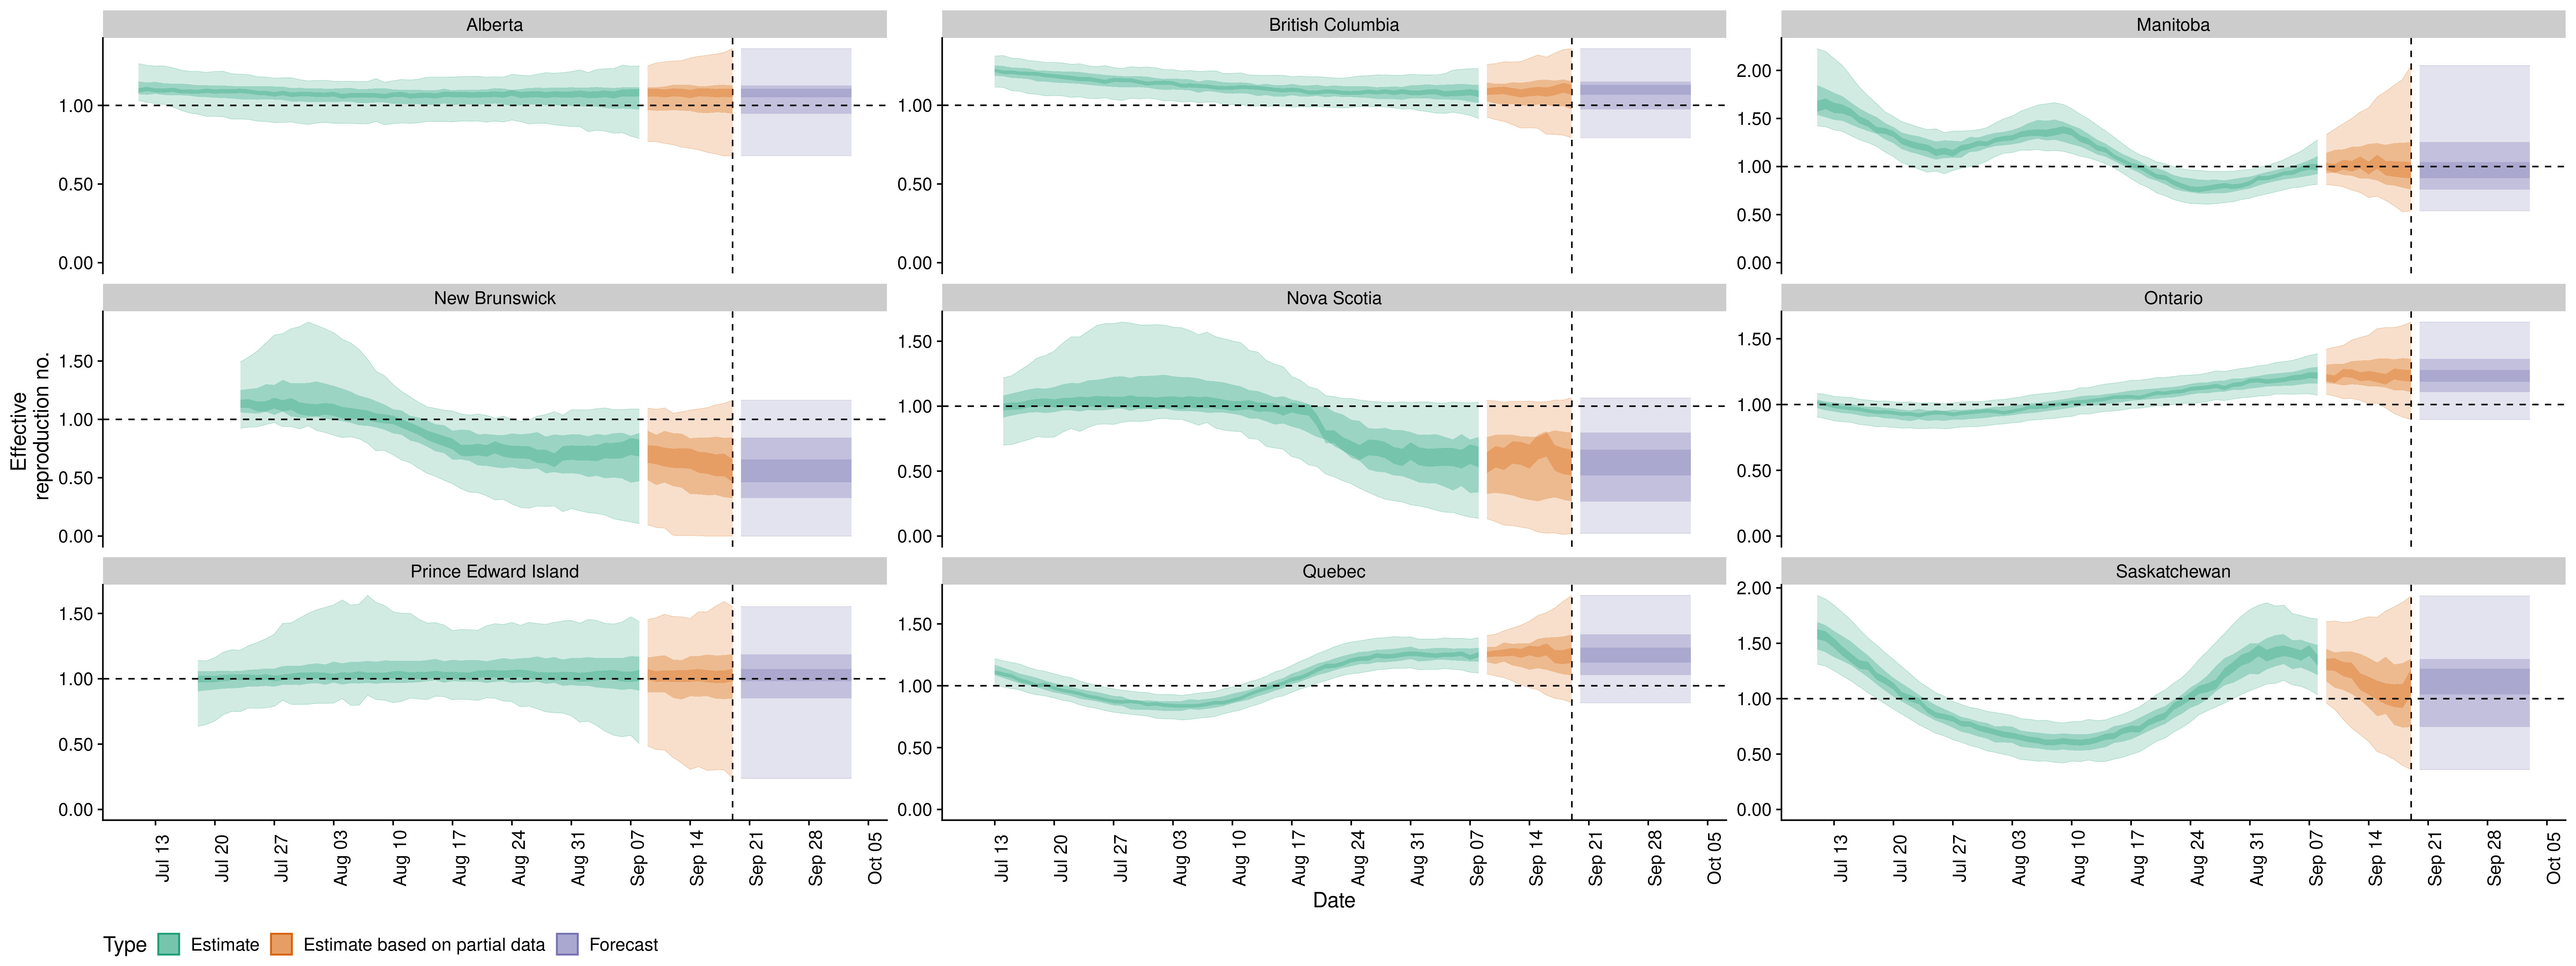 Alberta
British Columbia
Manitoba
1.00
0.50
0.00
1.00
0.50
0.00
2.00
1.50
1.00
0.50
0.00
New Brunswick
Nova Scotia
Ontario
1.50
1.00
0.50
0.00
1.50
1.00
0.50
0.00
1.50
1.00
0.50
0.00
Effective
reproduction no.
Prince Edward Island
Quebec
Saskatchewan
1.50
1.00
0.50
0.00
1.50
1.00
0.50
0.00
2.00
1.50
1.00
0.50
0.00
Jul 13 Jul 20 Jul 27 Aug 03 Aug 10 Aug 17 Aug 24 Aug 31 Sep 07 Sep 14 Sep 21 Sep 28 Oct 05
Jul 13 Jul 20 Jul 27 Aug 03 Aug 10 Aug 17 Aug 24 Aug 31 Sep 07 Sep 14 Sep 21 Sep 28 Oct 05
Jul 13 Jul 20 Jul 27 Aug 03 Aug 10 Aug 17 Aug 24 Aug 31 Sep 07 Sep 14 Sep 21 Sep 28 Oct 05
Date
Type Estimate Estimate based on partial data Forecast